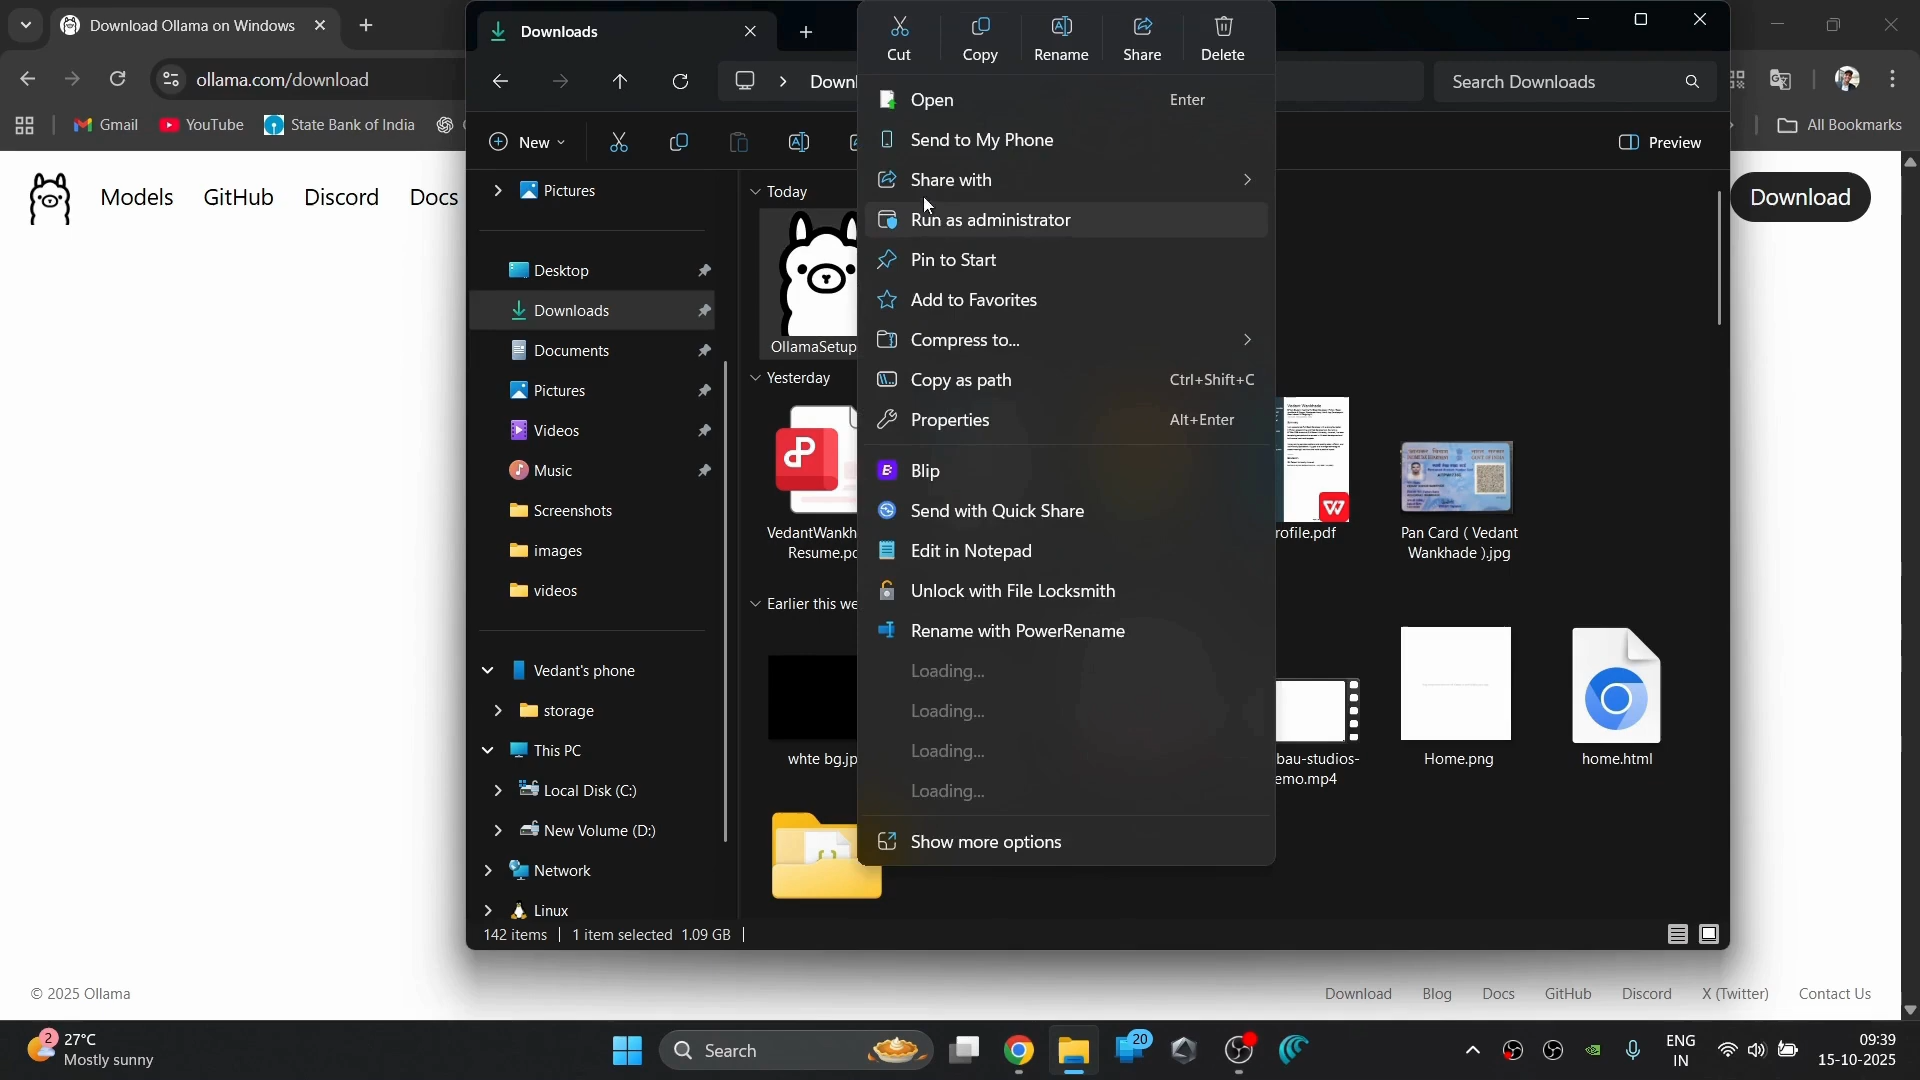 Download Ollama on Windows
ollama.com/download
Gmail
YouTube
State Bank of India
All Bookmarks
Models
GitHub
Discord
Docs
Download
Downloads
Search Downloads
New
Preview
Pictures
Desktop
Downloads
Documents
Pictures
Videos
Music
Screenshots
images
videos
Vedant's phone
storage
This PC
Local Disk (C:)
New Volume (D:)
Network
Linux
Today
OllamaSetup
Yesterday
Resume.pd
rofile.pdf
Pan Card ( Vedant
Wankhade ).jpg
Earlier this we
whte bg.jp
bau-studios-
emo.mp4
Home.png
home.html
142 items
1 item selected 1.09 GB
Cut
Copy
Rename
Share
Delete
Open Enter
Send to My Phone
Share with
Run as administrator
Pin to Start
Add to Favorites
Compress to...
Copy as path Ctrl+Shift+C
Properties Alt+Enter
Blip
Send with Quick Share
Edit in Notepad
Unlock with File Locksmith
Rename with PowerRename
Loading...
Loading...
Loading...
Loading...
Show more options
© 2025 Ollama
Download
Blog
Docs
GitHub
Discord
X (Twitter)
Contact Us
2
27°C
Mostly sunny
Search
20
ENG
IN
09:39
15-10-2025